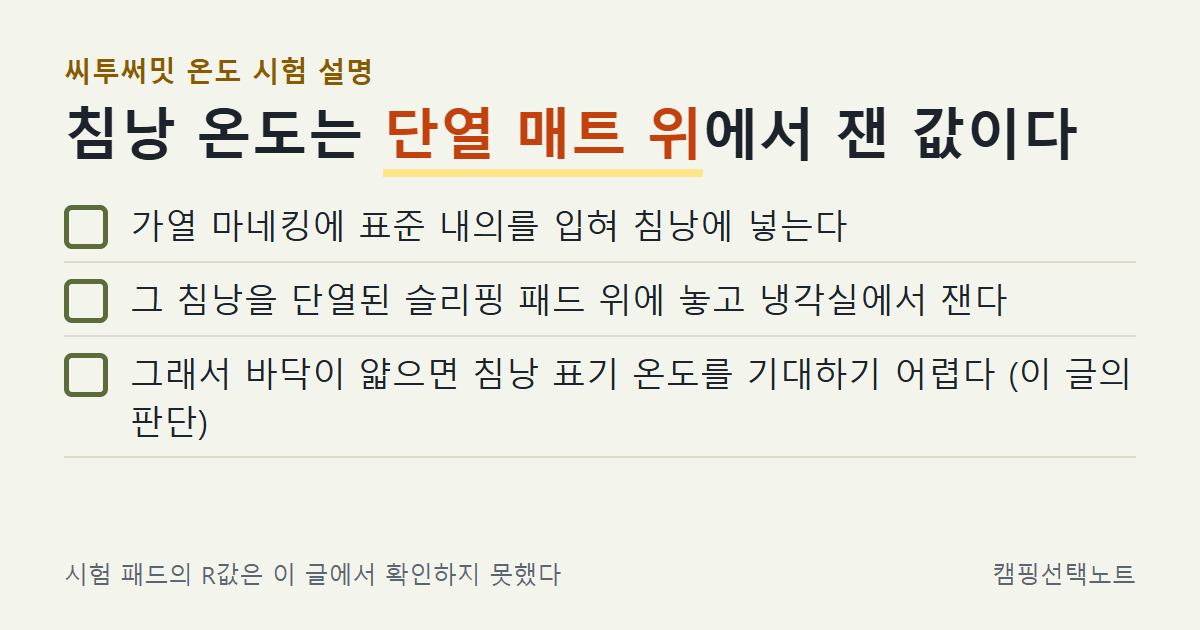 씨투써밋 온도 시험 설명
침낭 온도는 단열 매트 위에서 잰 값이다
가열 마네킹에 표준 내의를 입혀 침낭에 넣는다
그 침낭을 단열된 슬리핑 패드 위에 놓고 냉각실에서 잰다
그래서 바닥이 얇으면 침낭 표기 온도를 기대하기 어렵다 (이 글의
판단)
시험 패드의 R값은 이 글에서 확인하지 못했다
캠핑선택노트